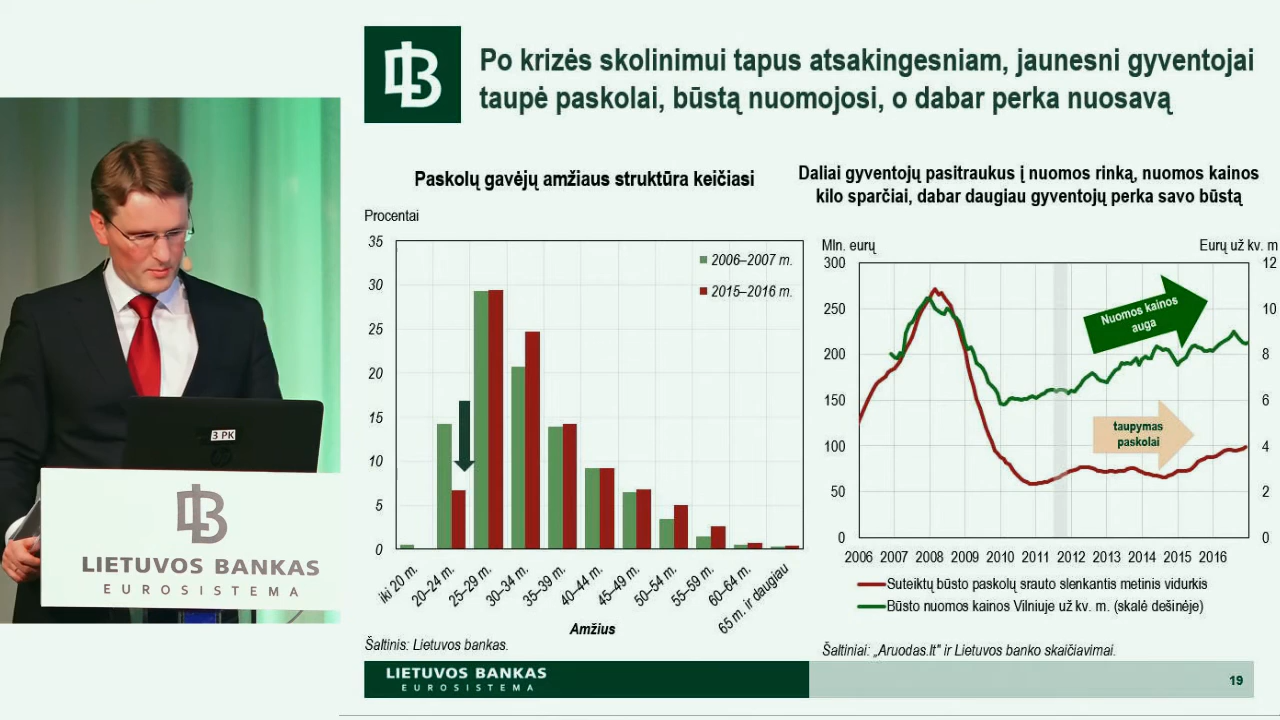 Po krizės skolinimui tapus atsakingesniam, jaunesni gyventojai
taupė paskolai, būstą nuomojosi, o dabar perka nuosavą
Paskolų gavėjų amžiaus struktūra keičiasi
Procentai
35
30
25
20
15
10
5
0
2006–2007 m.
2015–2016 m.
iki 20 m.
20–24 m.
25–29 m.
30–34 m.
35–39 m.
40–44 m.
45–49 m.
50–54 m.
55–59 m.
60–64 m.
65 m. ir daugiau
Amžius
Šaltinis: Lietuvos bankas.
Daliai gyventojų pasitraukus į nuomos rinką, nuomos kainos
kilo sparčiai, dabar daugiau gyventojų perka savo būstą
Mln. eurų
Eurų už kv. m
300
250
200
150
100
50
0
12
10
8
6
4
2
0
Nuomos kainos
auga
taupymas
paskolai
2006 2007 2008 2009 2010 2011 2012 2013 2014 2015 2016
Suteiktų būsto paskolų srauto slenkantis metinis vidurkis
Būsto nuomos kainos Vilniuje už kv. m. (skalė dešinėje)
Šaltiniai: „Aruodas.lt" ir Lietuvos banko skaičiavimai.
LIETUVOS BANKAS
EUROSISTEMA
19
3 PK
LIETUVOS BANKAS
EUROSISTEMA